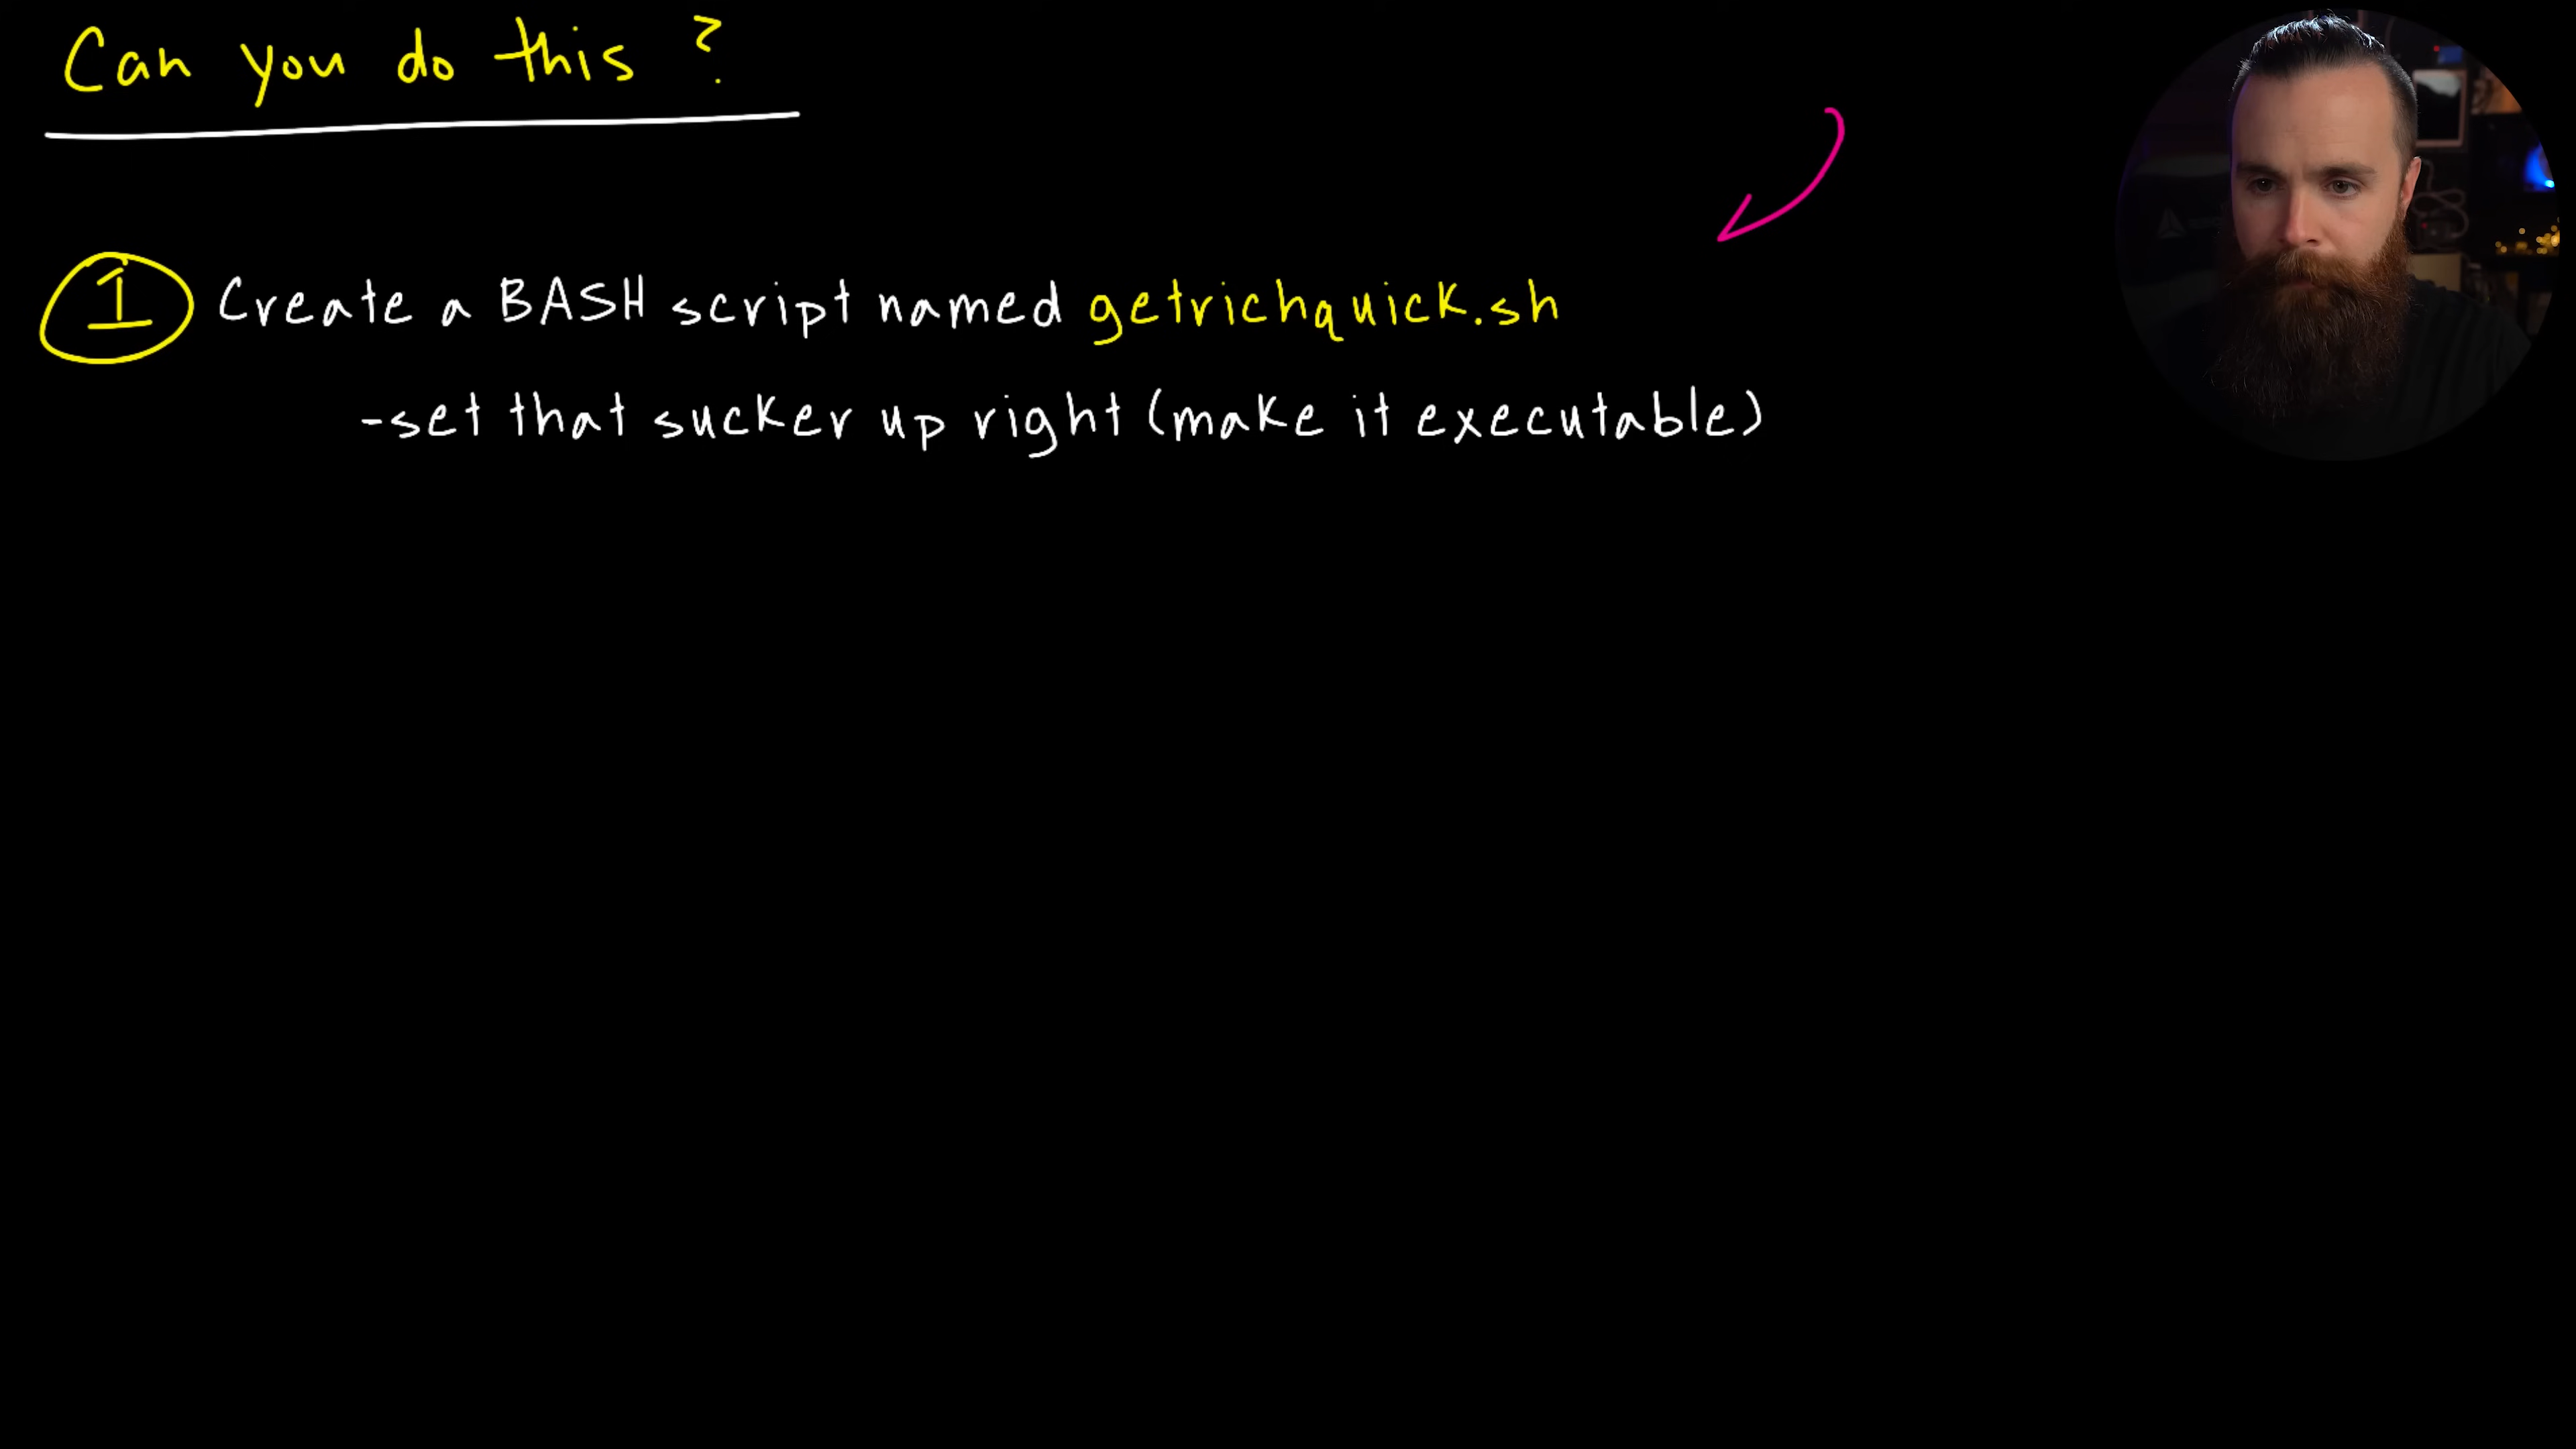 Can you do this ?
1 Create a BASH script named getrichquick.sh
-set that sucker up right (make it executable)